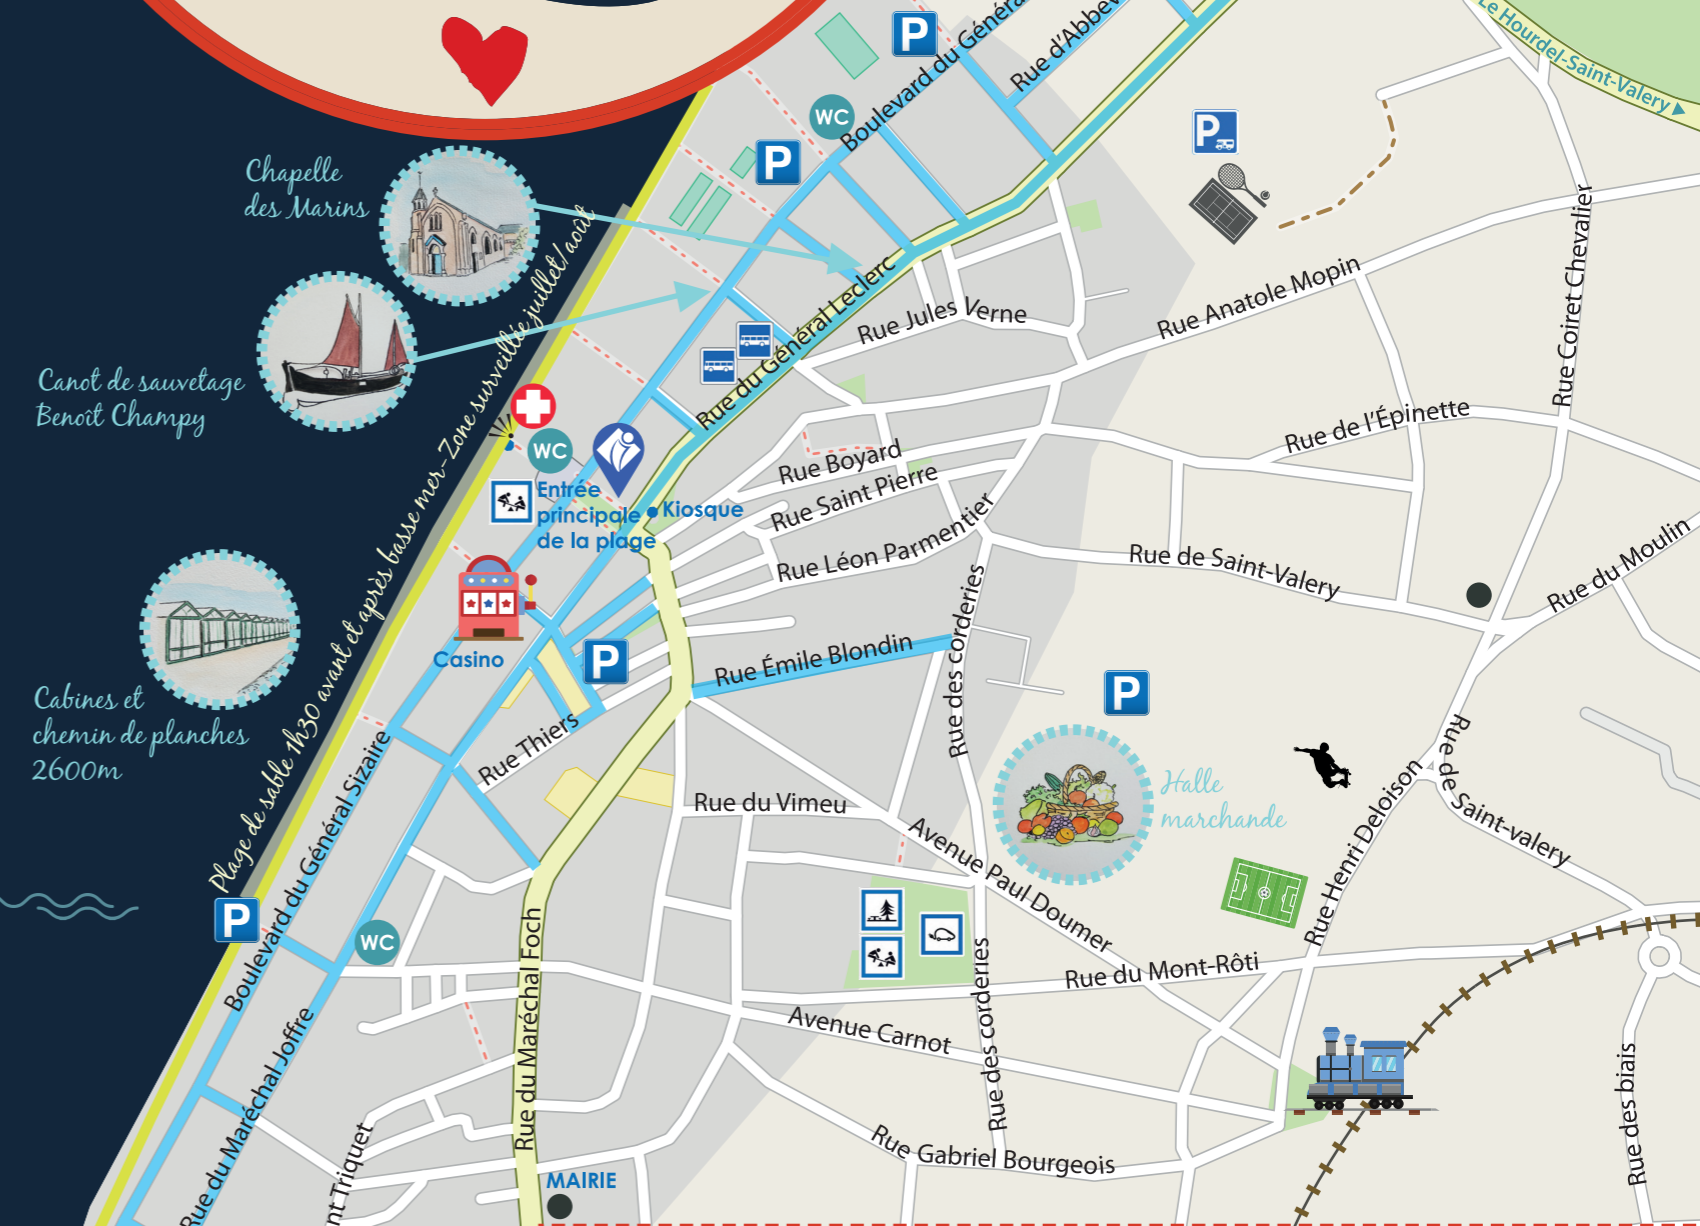 P
Boulevard du Généra
Rue d'Abbev
Le Hourdel-Saint-Valery
WC
P
P
Chapelle
des Marins
Plage de sable 1h30 avant et après basse mer-Zone surveillée juillet/août
Canot de sauvetage
Benoît Champy
Rue du Général Leclerc
Rue Jules Verne
Rue Anatole Mopin
Rue Coiret Chevalier
Rue de l'Épinette
WC
Entrée
principale
de la plage
Kiosque
Rue Boyard
Rue Saint Pierre
Rue Léon Parmentier
Rue de Saint-Valery
Rue du Moulin
Casino
P
Rue Émile Blondin
Rue des corderies
P
Cabines et
chemin de planches
2600m
Rue Thiers
Boulevard du Général Sizaire
Rue du Vimeu
Halle
marchande
Rue de Saint-valery
Avenue Paul Doumer
Rue Henri Deloison
P
WC
Rue du Maréchal Foch
Rue du Mont-Rôti
Avenue Carnot
Rue des corderies
Rue du Maréchal Joffre
Rue des biais
nt Triquet
Rue Gabriel Bourgeois
MAIRIE